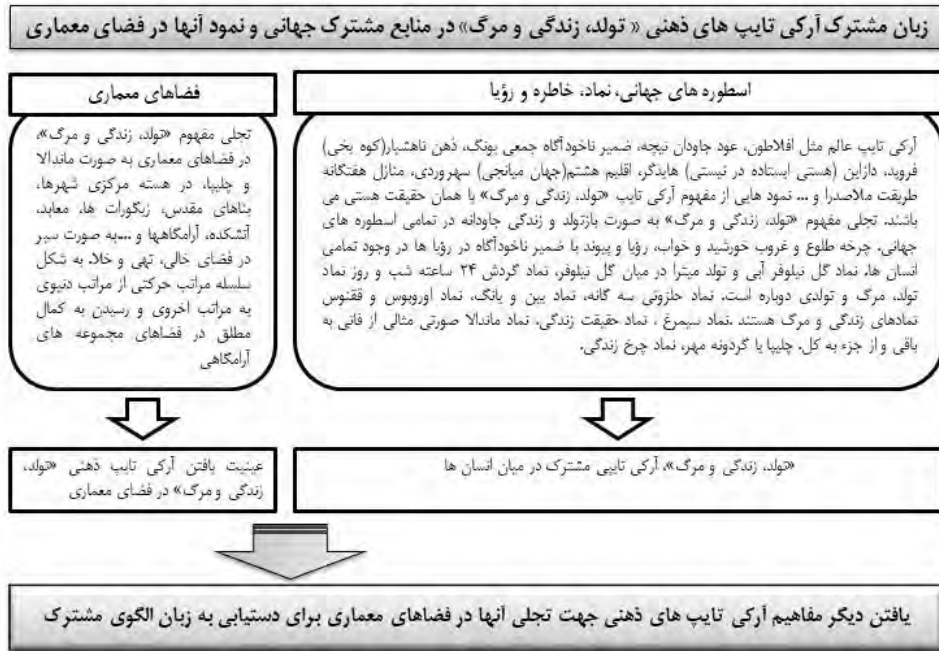 زبان مشترک آرکی تایپ های ذهنی « تولد، زندگی و مرگ» در منابع مشترک جهانی و نمود آنها در فضای معماری
اسطوره های جهانی، نماد، خاطره و رؤیا
آرکی تایپ عالم مثل افلاطون، عود جاودان نیچه، ضمیر ناخودآگاه جمعی یونگ، ذهن ناهشیار(کوه یخی)
فروید، دازاین (هستی ایستاده در نیستی) هایدگر، اقلیم هشتم(جهان میانجی) سهروردی، منازل هفتگانه
طریقت ملاصدرا و ... نمود هایی از مفهوم آرکی تایپ «تولد، زندگی و مرگ» یا همان حقیقت هستی می
باشند. تجلی مفهوم «تولد، زندگی و مرگ» به صورت بازتولد و زندگی جاودانه در تمامی اسطوره های
جهانی. چرخه طلوع و غروب خورشید و خواب، رؤیا و پیوند با ضمیر ناخودآگاه در رؤیا ها در وجود تمامی
انسان ها. نماد گل نیلوفر آبی و تولد میترا در میان گل نیلوفر، نماد گردش ۲۴ ساعته شب و روز نماد
تولد، مرگ و تولدی دوباره است. نماد حلزونی سه گانه، نماد یین و یانگ، نماد اوروبوس و ققنوس
نمادهای زندگی و مرگ هستند .نماد سیمرغ ، نماد حقیقت زندگی. نماد ماندالا صورتی مثالی از فانی به
باقی و از جزء به کل. چلیپا یا گردونه مهر، نماد چرخ زندگی.
«تولد، زندگی و مرگ»، آرکی تایپی مشترک در میان انسان ها
فضاهای معماری
تجلی مفهوم «تولد، زندگی و مرگ»،
در فضاهای معماری به صورت ماندالا
و چلیپا، در هسته مرکزی شهرها،
بناهای مقدس، زیگورات ها، معابد،
آتشکده، آرامگاهها و ...به صورت سیر
در فضای خالی، تهی و خلا. به شکل
سلسله مراتب حرکتی از مراتب دنیوی
به مراتب اخروی و رسیدن به کمال
مطلق در فضاهای مجموعه های
آرامگاهی
عینیت یافتن آرکی تایپ ذهنی «تولد،
زندگی و مرگ» در فضای معماری
یافتن دیگر مفاهیم آرکی تایپ های ذهنی جهت تجلی آنها در فضاهای معماری برای دستیابی به زبان الگوی مشترک